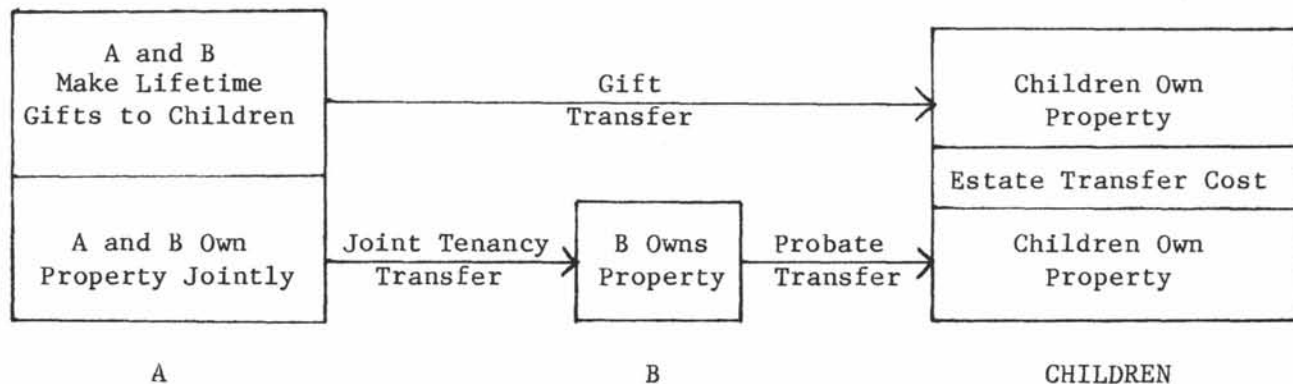 A and B
Make Lifetime
Gifts to Children
Gift
Transfer
Children Own
Property
Estate Transfer Cost
A and B Own
Property Jointly
Joint Tenancy
Transfer
B Owns
Property
Probate
Transfer
Children Own
Property
A
B
CHILDREN